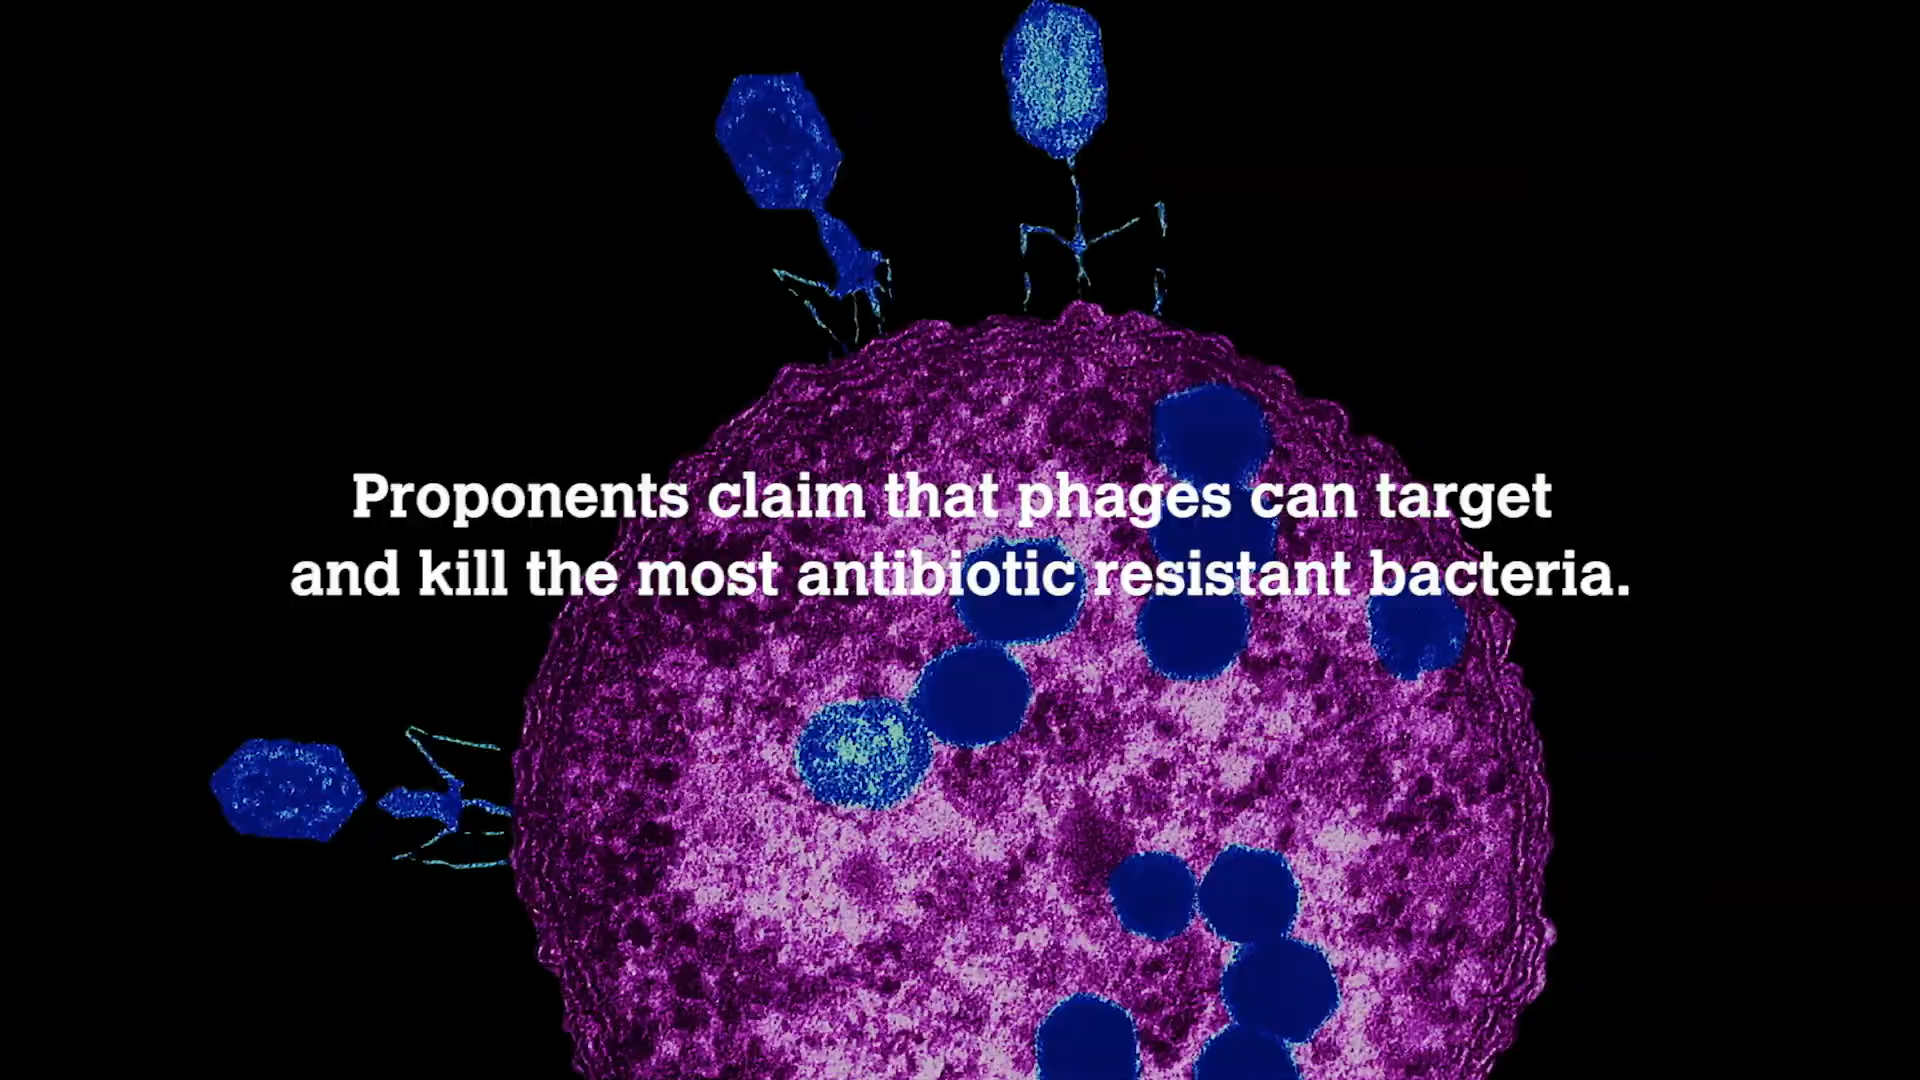 Proponents claim that phages can target
and kill the most antibiotic resistant bacteria.